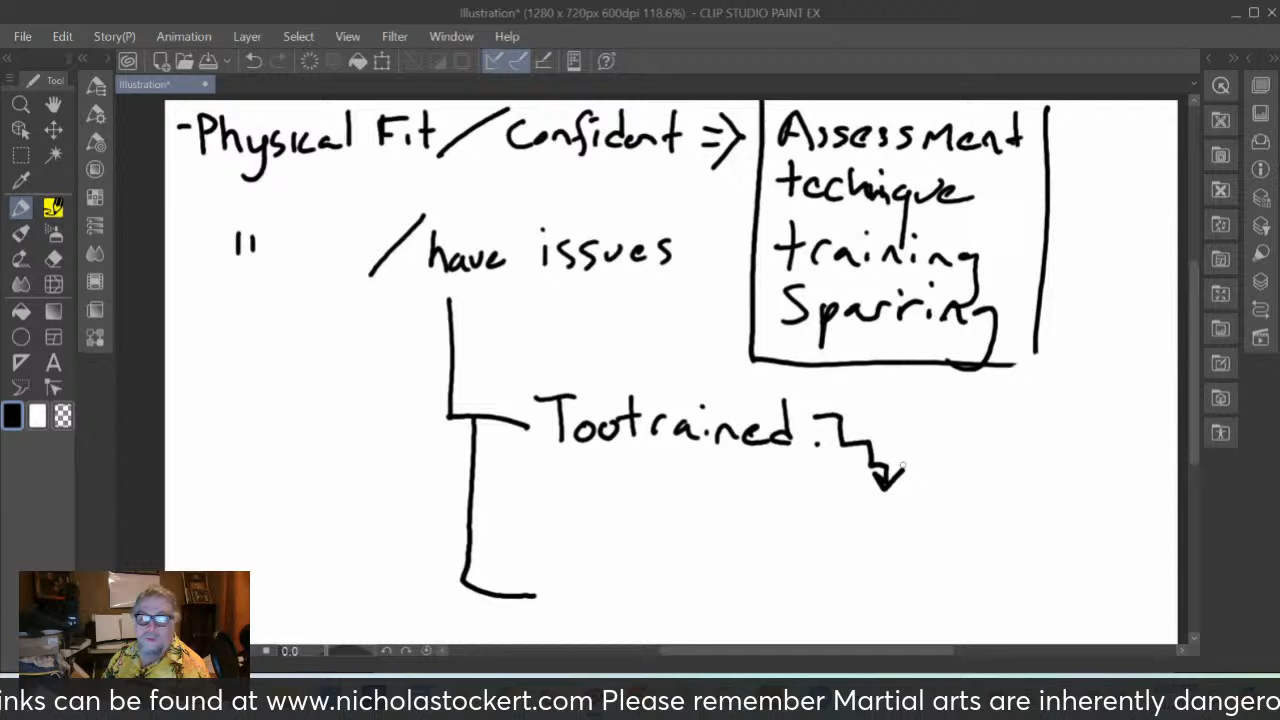 Illustration* (1280 x 720px 600dpi 118.6%) - CLIP STUDIO PAINT EX
File Edit Story(P) Animation Layer Select View Filter Window Help
Tool
Illustration*
-Physical Fit / Confident => Assessment
technique
" / have issues
training
Sparring
Tootrained :
0.0
inks can be found at www.nicholastockert.com Please remember Martial arts are inherently dangero